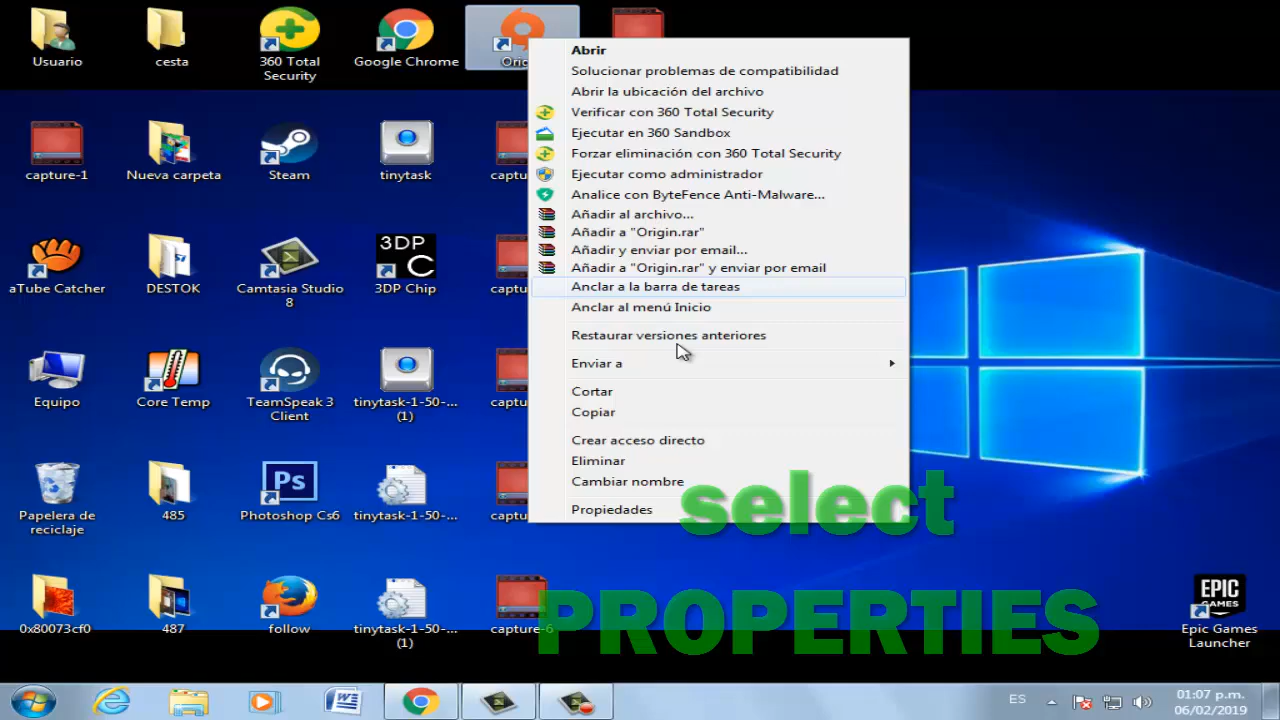 Usuario
cesta
360 Total
Security
Google Chrome
Abrir
Solucionar problemas de compatibilidad
Abrir la ubicación del archivo
Verificar con 360 Total Security
Ejecutar en 360 Sandbox
Forzar eliminación con 360 Total Security
Ejecutar como administrador
Analice con ByteFence Anti-Malware...
Añadir al archivo...
Añadir a "Origin.rar"
Añadir y enviar por email...
Añadir a "Origin.rar" y enviar por email
Anclar a la barra de tareas
Anclar al menú Inicio
Restaurar versiones anteriores
Enviar a
Cortar
Copiar
Crear acceso directo
Eliminar
Cambiar nombre
Propiedades
capture-1
Nueva carpeta
Steam
tinytask
aTube Catcher
DESTOK
Camtasia Studio
8
3DP
C
3DP Chip
Equipo
Core Temp
TeamSpeak 3
Client
tinytask-1-50-...
(1)
Papelera de
reciclaje
485
Ps
Photoshop Cs6
tinytask-1-50-...
0x80073cf0
487
follow
tinytask-1-50-...
(1)
capture-6
select
PROPERTIES
EPIC
GAMES
Epic Games
Launcher
ES
01:07 p.m.
06/02/2019